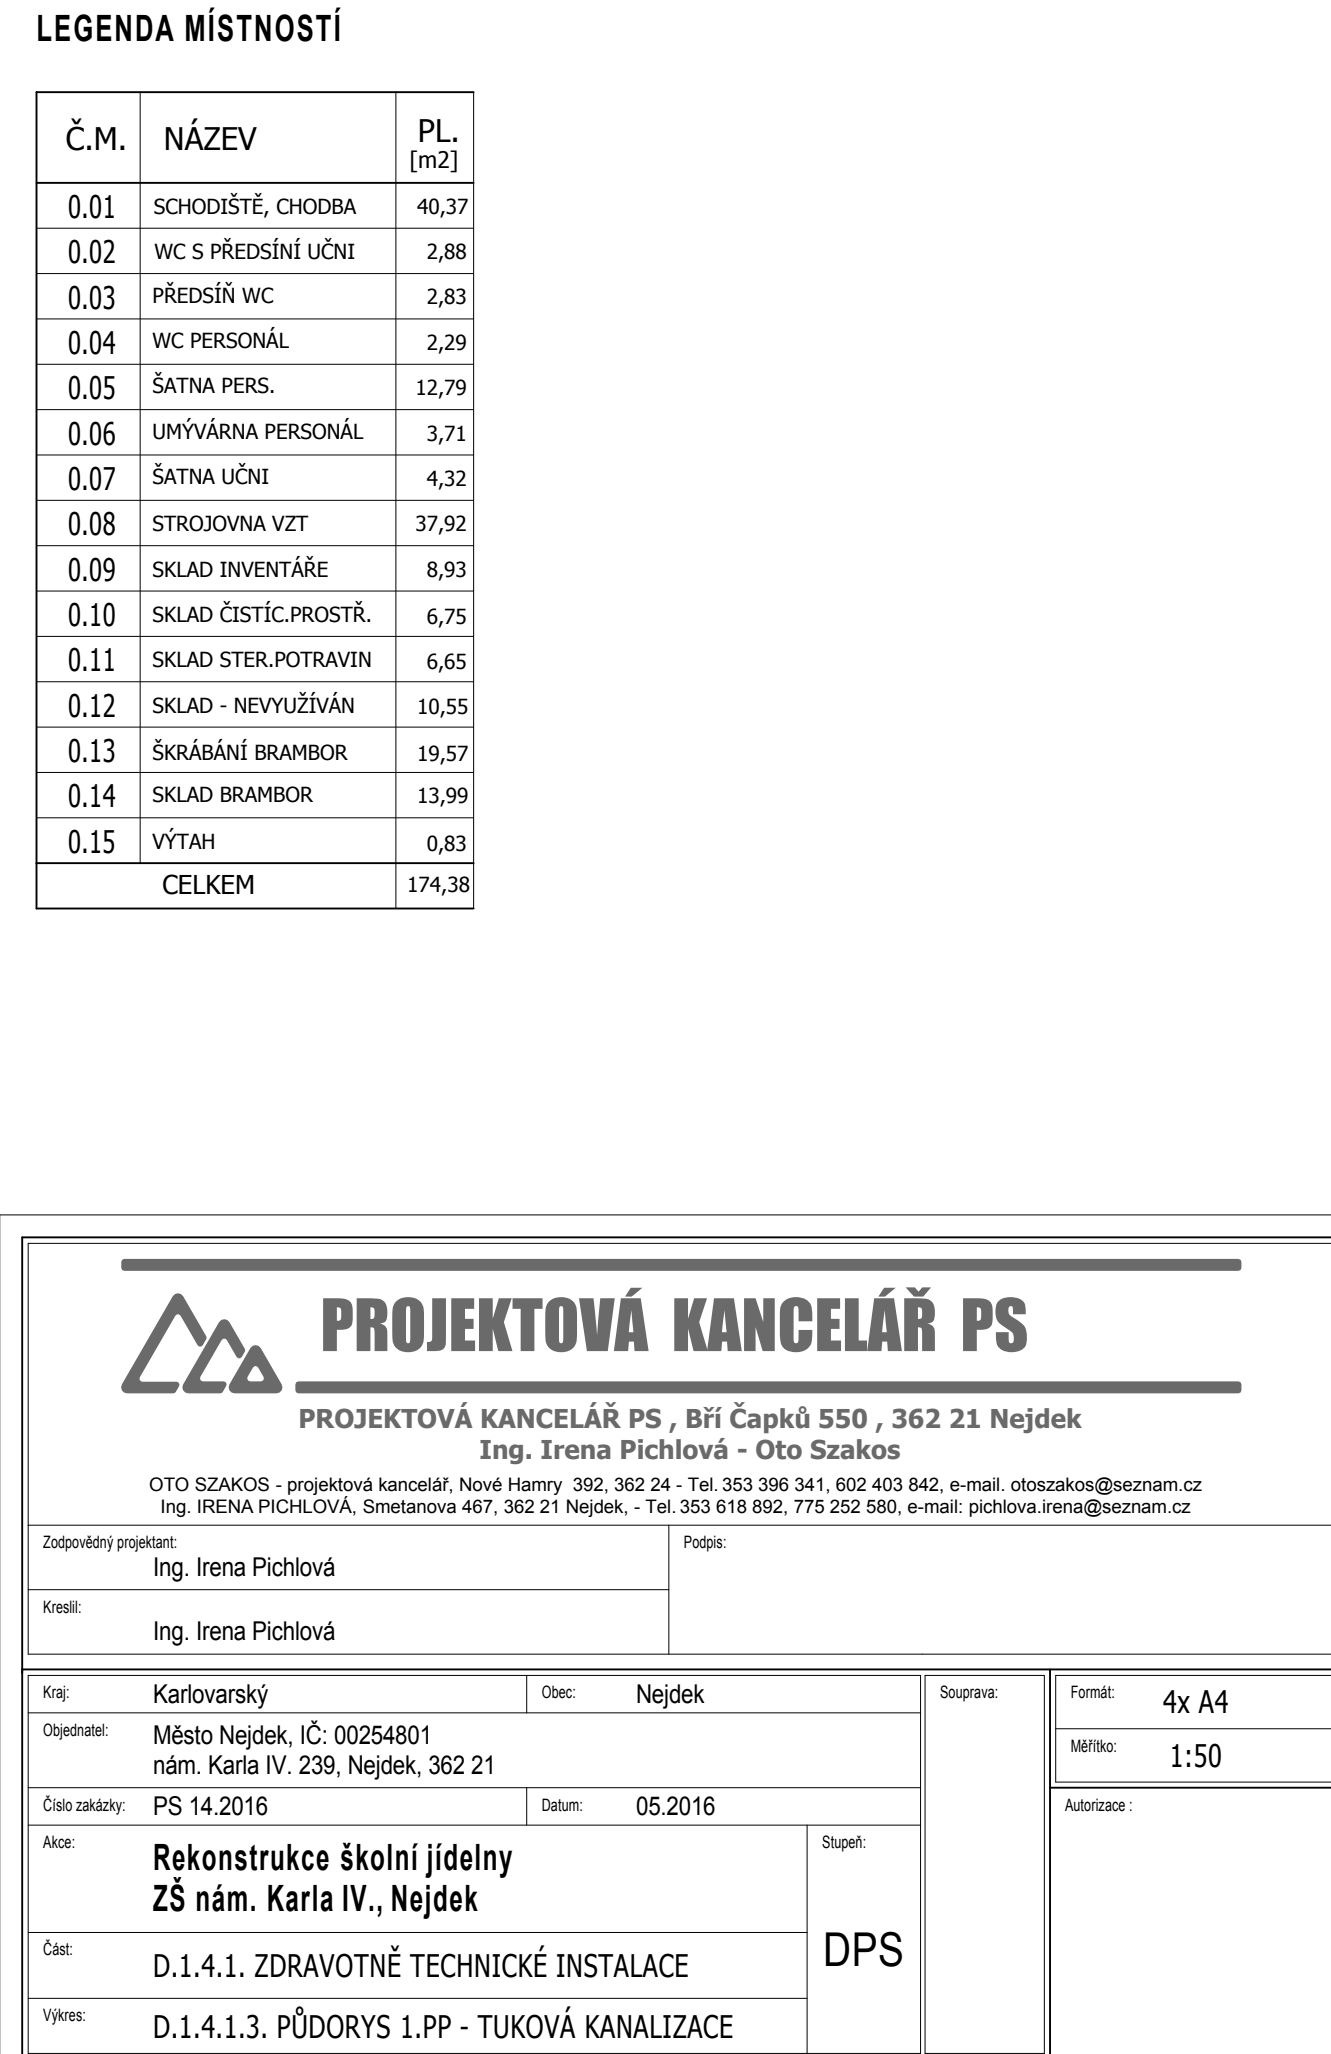 LEGENDA MÍSTNOSTÍ
Č.M. NÁZEV PL. [m2]
0.01 SCHODIŠTĚ, CHODBA 40,37
0.02 WC S PŘEDSÍNÍ UČNI 2,88
0.03 PŘEDSÍŇ WC 2,83
0.04 WC PERSONÁL 2,29
0.05 ŠATNA PERS. 12,79
0.06 UMÝVÁRNA PERSONÁL 3,71
0.07 ŠATNA UČNI 4,32
0.08 STROJOVNA VZT 37,92
0.09 SKLAD INVENTÁŘE 8,93
0.10 SKLAD ČISTÍC.PROSTŘ. 6,75
0.11 SKLAD STER.POTRAVIN 6,65
0.12 SKLAD - NEVYUŽÍVÁN 10,55
0.13 ŠKRÁBÁNÍ BRAMBOR 19,57
0.14 SKLAD BRAMBOR 13,99
0.15 VÝTAH 0,83
CELKEM 174,38
PROJEKTOVÁ KANCELÁŘ PS
PROJEKTOVÁ KANCELÁŘ PS , Bří Čapků 550 , 362 21 Nejdek
Ing. Irena Pichlová - Oto Szakos
OTO SZAKOS - projektová kancelář, Nové Hamry 392, 362 24 - Tel. 353 396 341, 602 403 842, e-mail. otoszakos@seznam.cz
Ing. IRENA PICHLOVÁ, Smetanova 467, 362 21 Nejdek, - Tel. 353 618 892, 775 252 580, e-mail: pichlova.irena@seznam.cz
Zodpovědný projektant: Podpis:
Ing. Irena Pichlová
Kreslil:
Ing. Irena Pichlová
Kraj: Karlovarský Obec: Nejdek Souprava: Formát: 4x A4
Objednatel: Město Nejdek, IČ: 00254801
nám. Karla IV. 239, Nejdek, 362 21
Měřítko: 1:50
Číslo zakázky: PS 14.2016 Datum: 05.2016 Autorizace :
Akce: Rekonstrukce školní jídelny
ZŠ nám. Karla IV., Nejdek
Stupeň:
DPS
Část: D.1.4.1. ZDRAVOTNĚ TECHNICKÉ INSTALACE
Výkres: D.1.4.1.3. PŮDORYS 1.PP - TUKOVÁ KANALIZACE